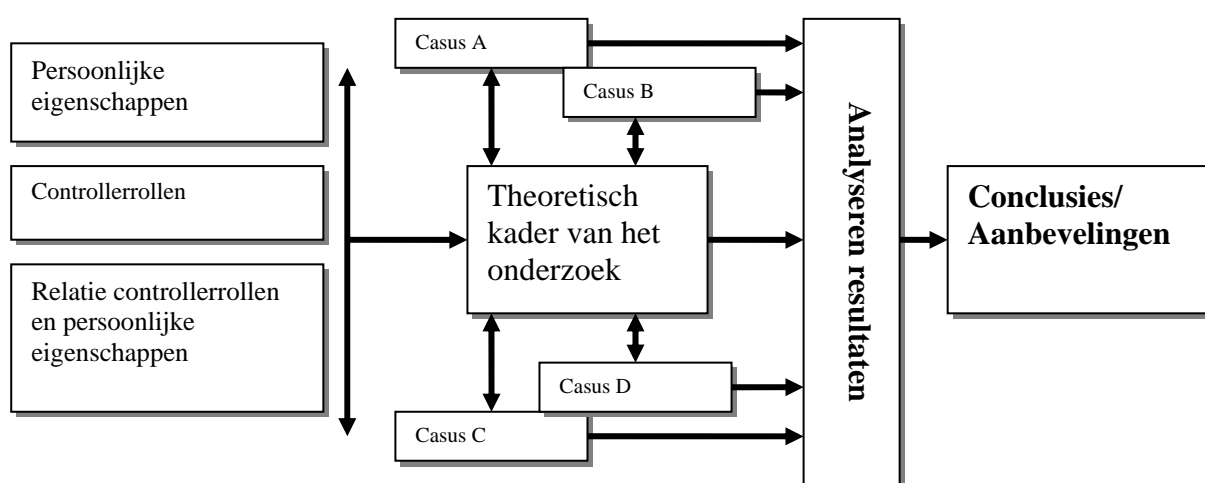 Persoonlijke
eigenschappen
Controllerrollen
Relatie controllerrollen
en persoonlijke
eigenschappen
Casus A
Casus B
Theoretisch
kader van het
onderzoek
Casus D
Casus C
Analyseren resultaten
Conclusies/
Aanbevelingen